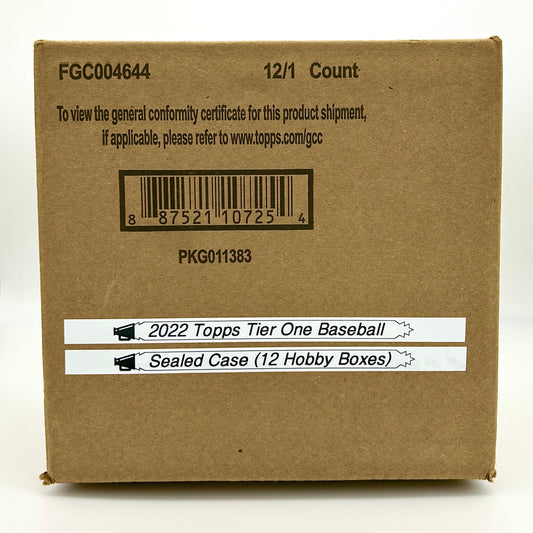 FGC004644 12/1 Count
To view the general conformity certificate for this product shipment,
if applicable, please refer to www.topps.com/gcc
8 87521 10725 4
PKG011383
2022 Topps Tier One Baseball
Sealed Case (12 Hobby Boxes)